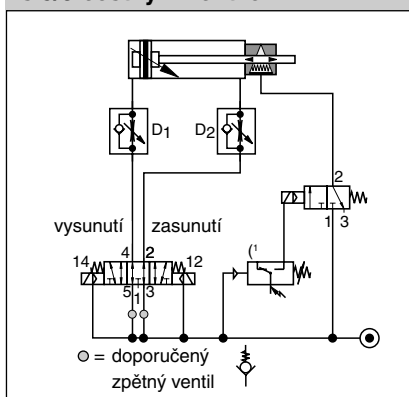 D1
D2
2
1 3
vysunutí zasunutí
4 2
14 12
5 3
1
(1
= doporučený
zpětný ventil